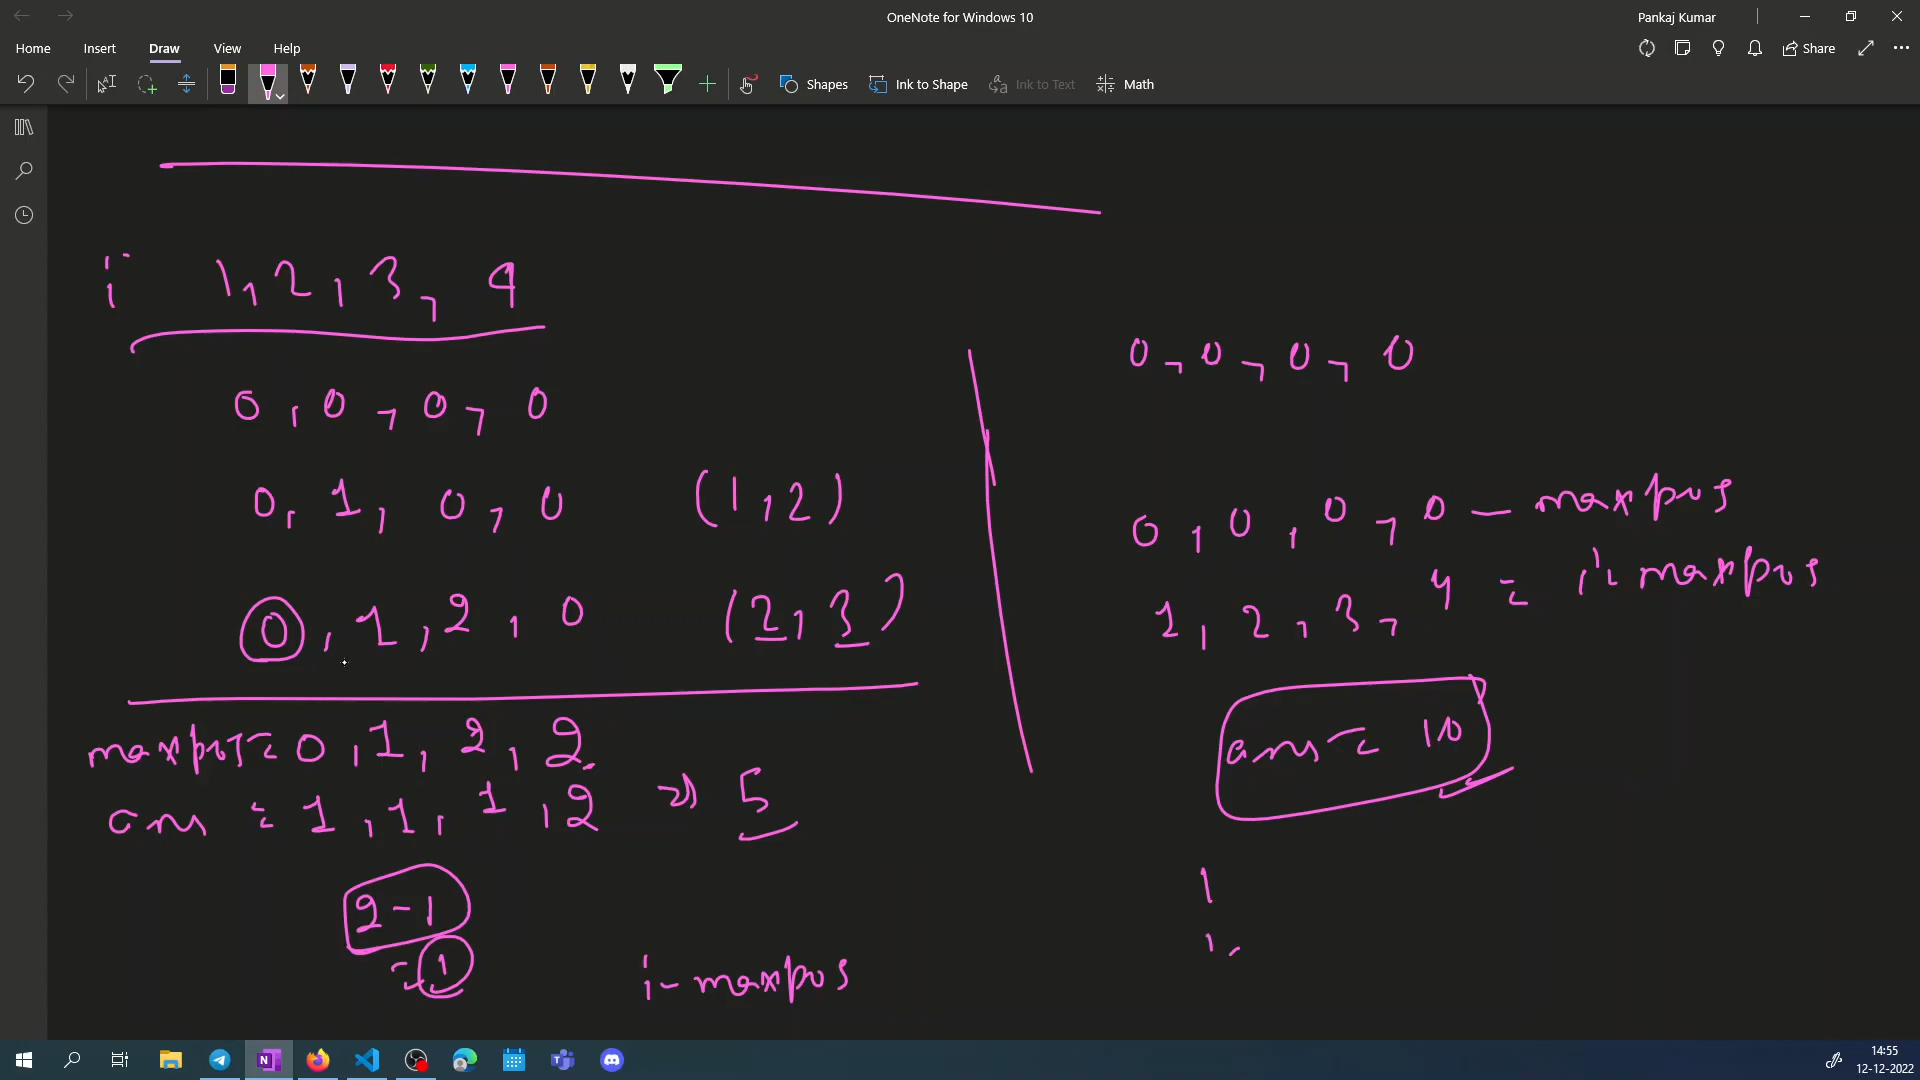 OneNote for Windows 10
Pankaj Kumar
Home Insert Draw View Help
Share
Shapes Ink to Shape Ink to Text Math
i 1, 2, 3, 4
0, 0, 0, 0
0, 1, 0, 0 (1, 2)
0, 1, 2, 0 (2, 3)
maxpos = 0, 1, 2, 2
ans = 1, 1, 1, 2 => 5
2 - 1
= 1
i - maxpos
0, 0, 0, 0
0, 0, 0, 0 - maxpos
1, 2, 3, 4 = i - maxpos
ans = 10
14:55
12-12-2022